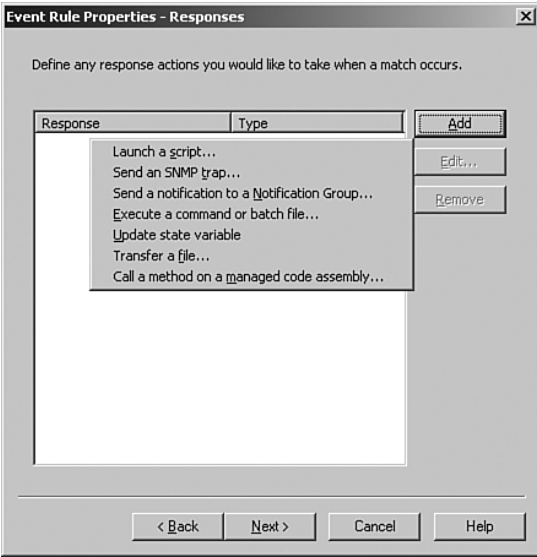 Event Rule Properties - Responses
Define any response actions you would like to take when a match occurs.
Response Type Add
Launch a script...
Edit...
Send an SNMP trap...
Send a notification to a Notification Group...
Remove
Execute a command or batch file...
Update state variable
Transfer a file...
Call a method on a managed code assembly...
< Back Next > Cancel Help